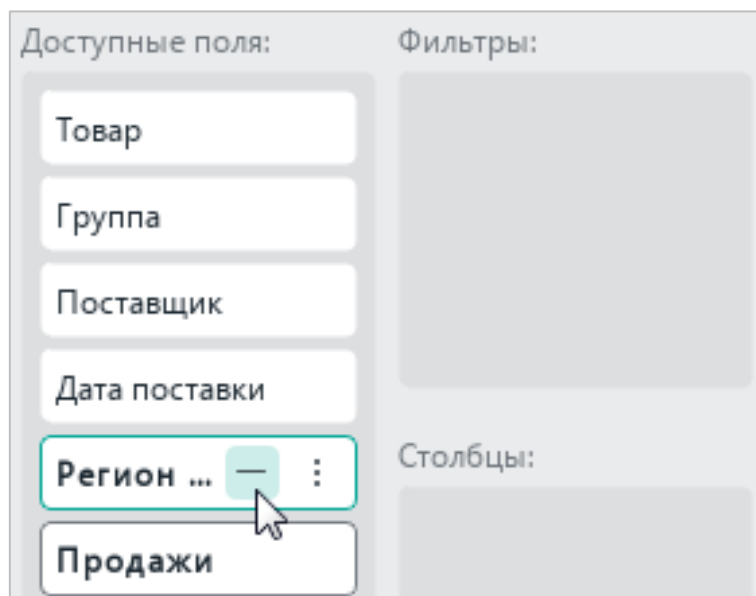 Доступные поля:
Товар
Группа
Поставщик
Дата поставки
Регион ...
Продажи
Фильтры:
Столбцы: